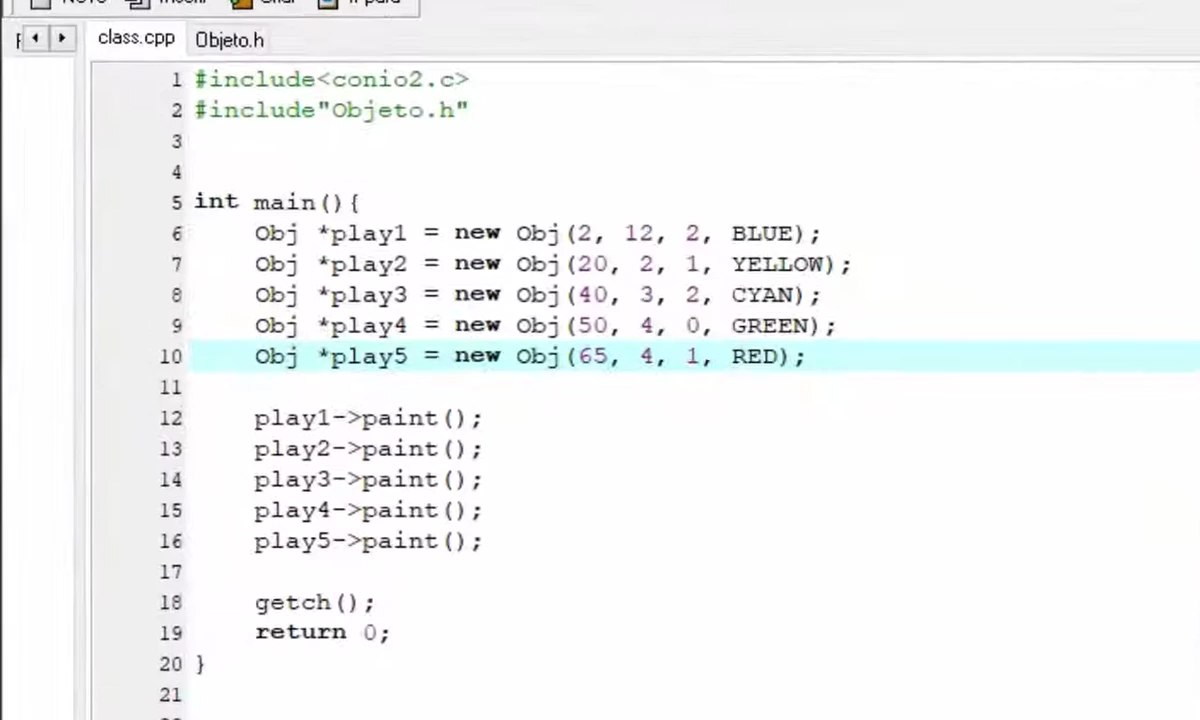 class.cpp Objeto.h
1 #include<conio2.c>
2 #include"Objeto.h"
3
4
5 int main(){
6 Obj *play1 = new Obj(2, 12, 2, BLUE);
7 Obj *play2 = new Obj(20, 2, 1, YELLOW);
8 Obj *play3 = new Obj(40, 3, 2, CYAN);
9 Obj *play4 = new Obj(50, 4, 0, GREEN);
10 Obj *play5 = new Obj(65, 4, 1, RED);
11
12 play1->paint();
13 play2->paint();
14 play3->paint();
15 play4->paint();
16 play5->paint();
17
18 getch();
19 return 0;
20 }
21